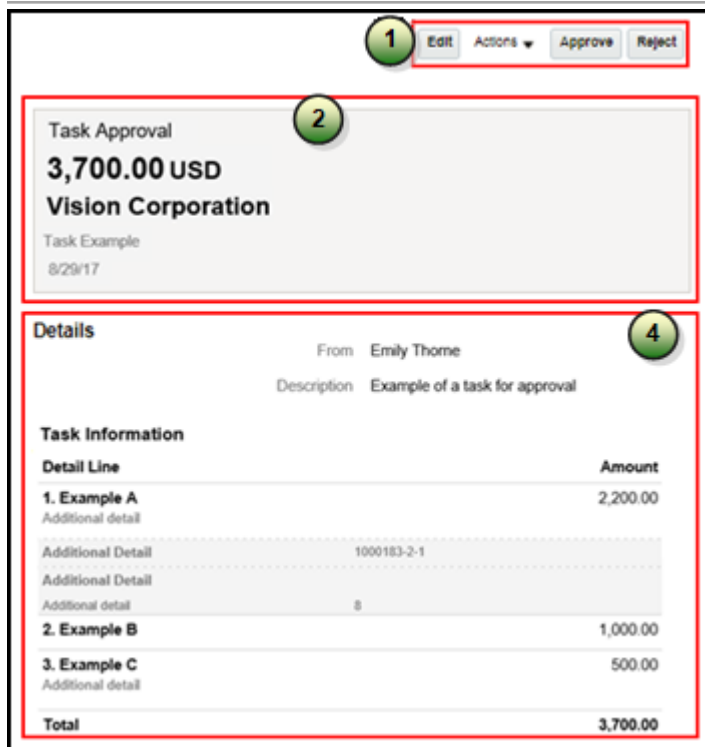 1 Edit Actions Approve Reject
2
Task Approval
3,700.00 USD
Vision Corporation
Task Example
8/29/17
Details
4
From Emily Thorne
Description Example of a task for approval
Task Information
Detail Line Amount
1. Example A 2,200.00
Additional detail
Additional Detail 1000183-2-1
Additional Detail
Additional detail 8
2. Example B 1,000.00
3. Example C 500.00
Additional detail
Total 3,700.00